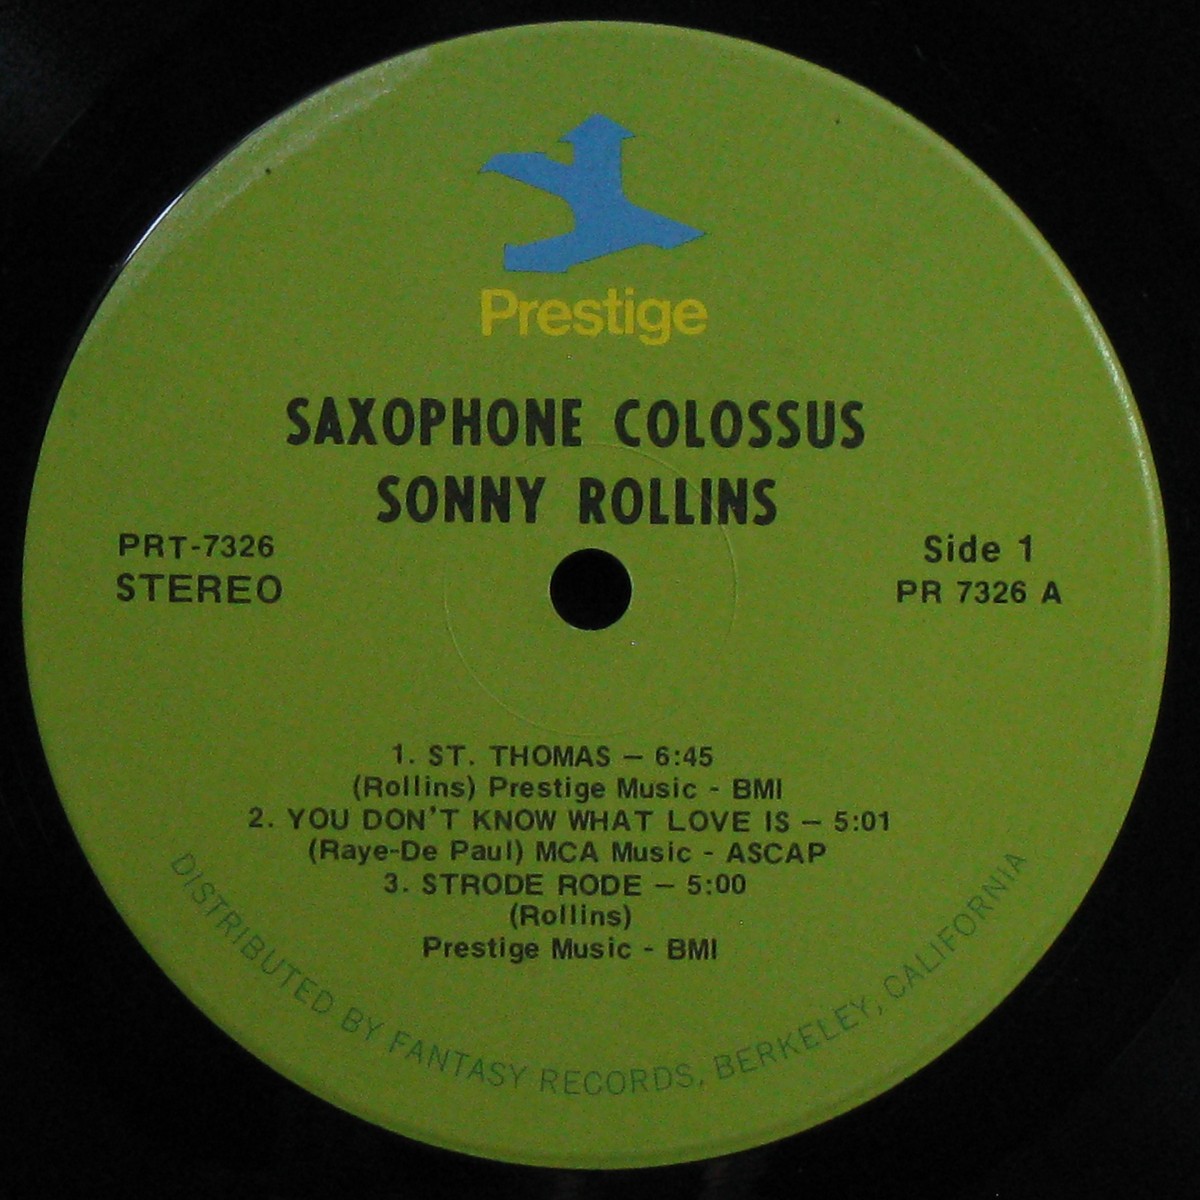 Prestige
SAXOPHONE COLOSSUS
SONNY ROLLINS
PRT-7326
STEREO
Side 1
PR 7326 A
1. ST. THOMAS — 6:45
(Rollins) Prestige Music - BMI
2. YOU DON'T KNOW WHAT LOVE IS — 5:01
(Raye-De Paul) MCA Music - ASCAP
3. STRODE RODE — 5:00
(Rollins)
Prestige Music - BMI
DISTRIBUTED BY FANTASY RECORDS, BERKELEY, CALIFORNIA